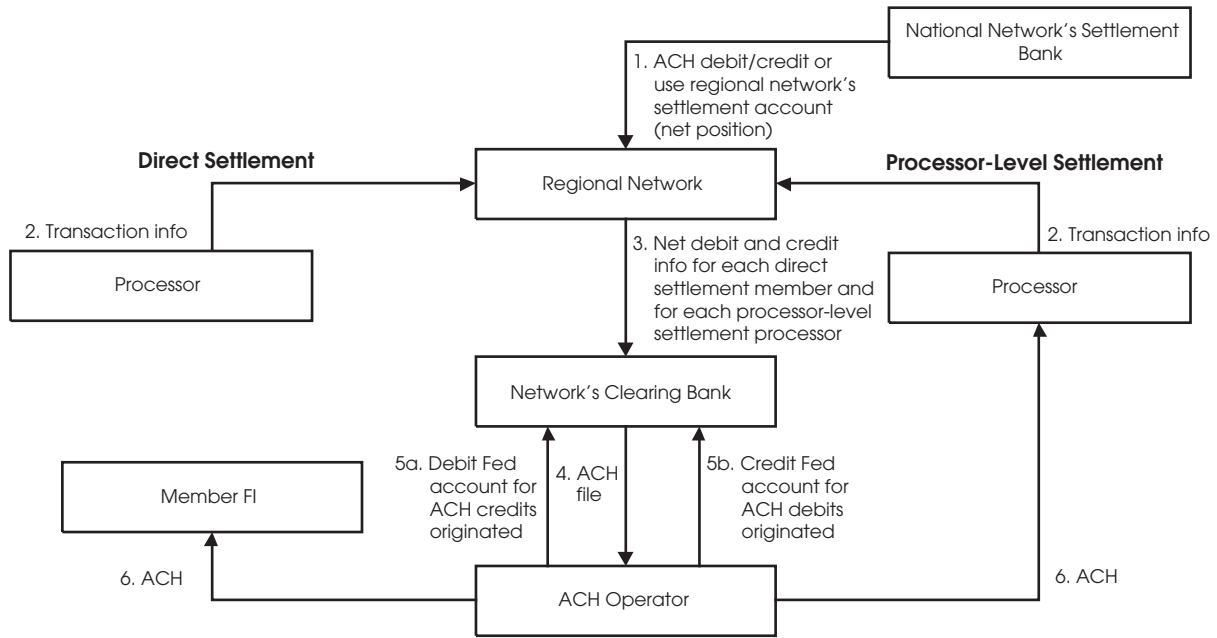 National Network's Settlement
Bank
1. ACH debit/credit or
use regional network's
settlement account
(net position)
Direct Settlement
Processor-Level Settlement
Regional Network
2. Transaction info
2. Transaction info
Processor
3. Net debit and credit
info for each direct
settlement member and
for each processor-level
settlement processor
Processor
Network's Clearing Bank
Member FI
5a. Debit Fed
account for
ACH credits
originated
4. ACH
file
5b. Credit Fed
account for
ACH debits
originated
6. ACH
ACH Operator
6. ACH